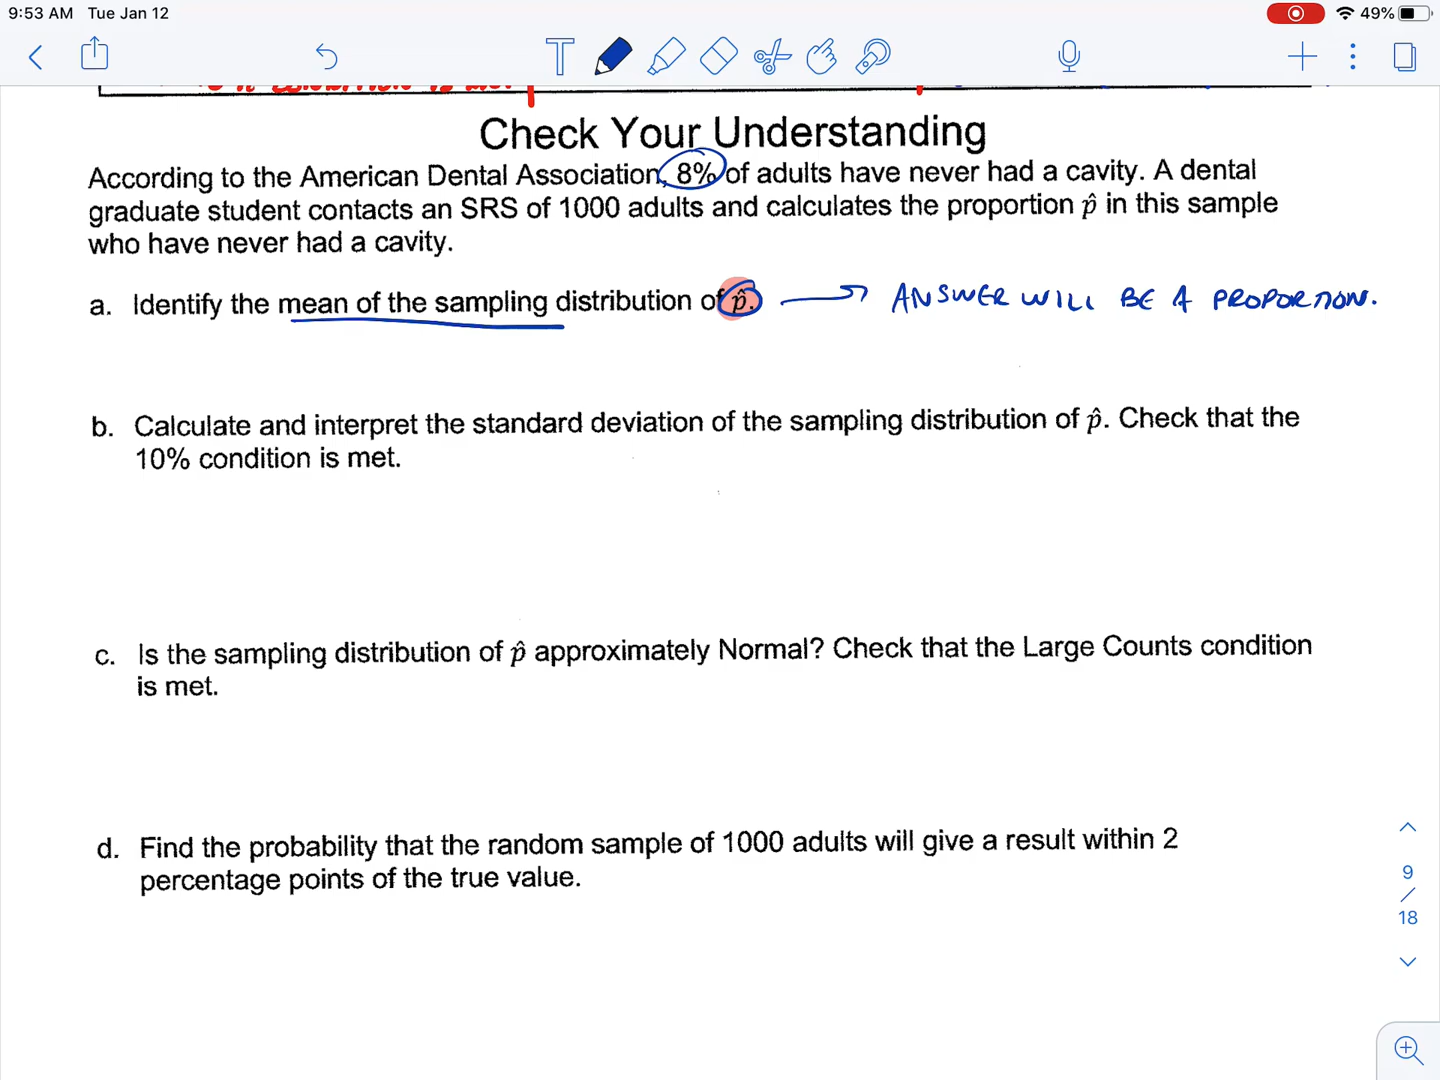 9:53 AM Tue Jan 12
49%
T
Check Your Understanding
According to the American Dental Association, 8% of adults have never had a cavity. A dental
graduate student contacts an SRS of 1000 adults and calculates the proportion p̂ in this sample
who have never had a cavity.
a. Identify the mean of the sampling distribution of p̂. → ANSWER WILL BE A PROPORTION.
b. Calculate and interpret the standard deviation of the sampling distribution of p̂. Check that the
10% condition is met.
c. Is the sampling distribution of p̂ approximately Normal? Check that the Large Counts condition
is met.
d. Find the probability that the random sample of 1000 adults will give a result within 2
percentage points of the true value.
9
/
18